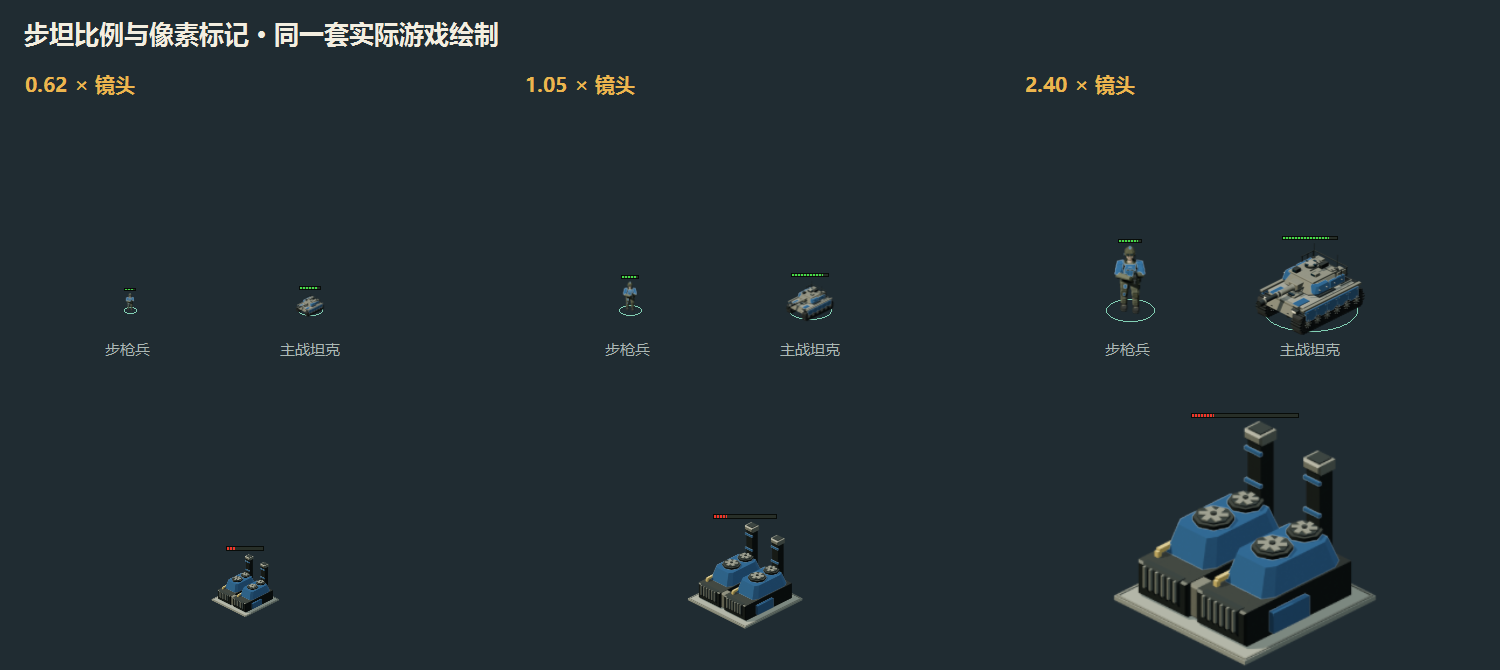 步坦比例与像素标记 • 同一套实际游戏绘制
0.62 × 镜头
1.05 × 镜头
2.40 × 镜头
步枪兵
主战坦克
步枪兵
主战坦克
步枪兵
主战坦克